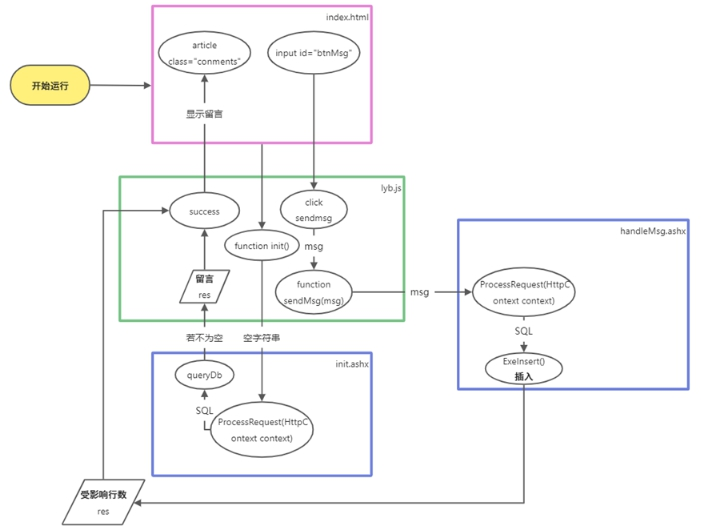 index.html
article
class="conments"
input id="btnMsg"
开始运行
显示留言
lyb.js
success
click
sendmsg
function init()
msg
留言
res
function
sendMsg(msg)
msg
handleMsg.ashx
ProcessRequest(HttpC
ontext context)
SQL
ExeInsert()
插入
若不为空
空字符串
init.ashx
queryDb
SQL
ProcessRequest(HttpC
ontext context)
受影响行数
res